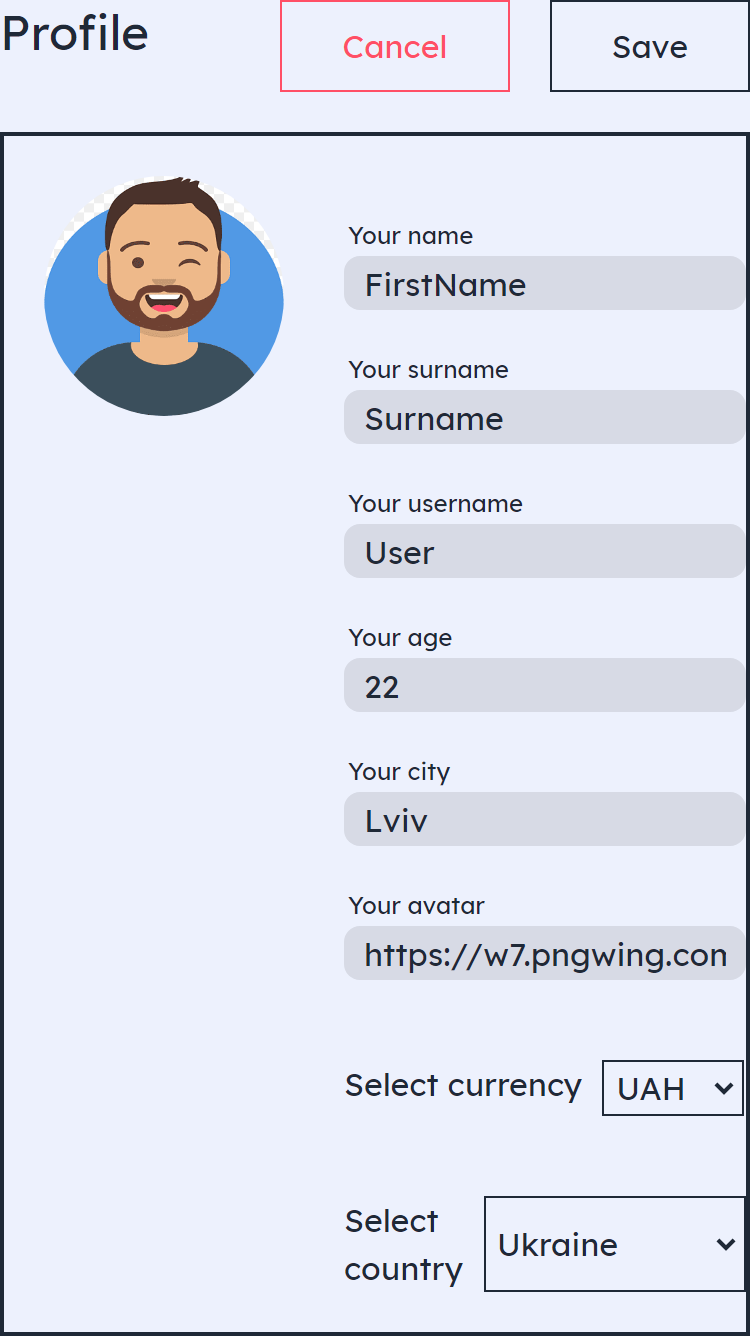 Profile
Cancel
Save
Your name
FirstName
Your surname
Surname
Your username
User
Your age
22
Your city
Lviv
Your avatar
https://w7.pngwing.con
Select currency
UAH
Select
country
Ukraine